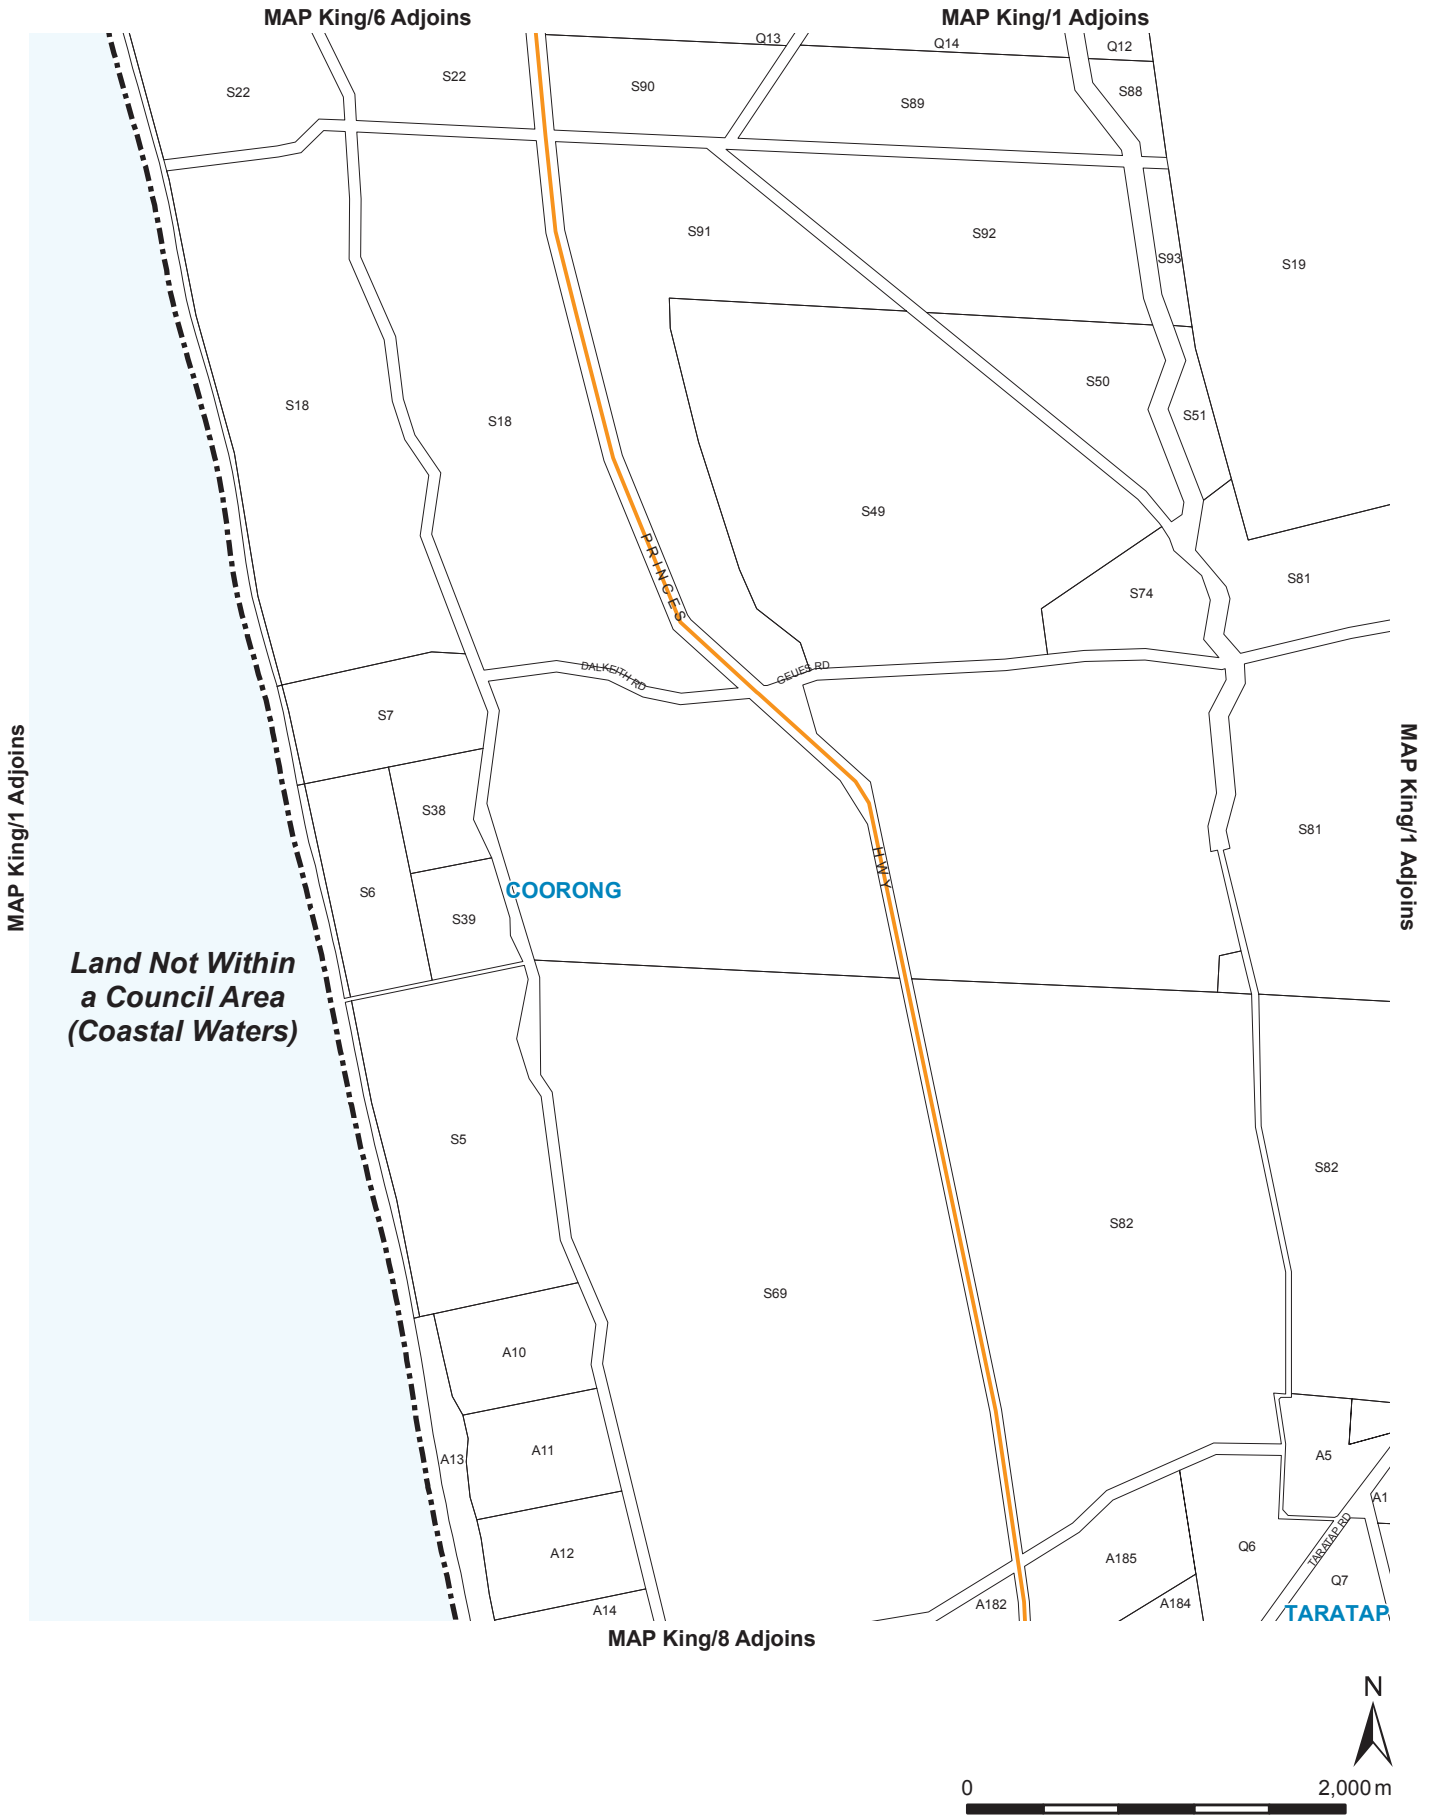 MAP King/6 Adjoins
MAP King/1 Adjoins
Q13
Q14
Q12
S22
S22
S90
S89
S88
S91
S92
S93
S19
S18
S18
S50
S51
S49
PRINCES
S74
S81
DALKEITH RD
GEUES RD
S7
S38
S81
HWY
S6
S39
COORONG
MAP King/1 Adjoins
MAP King/1 Adjoins
Land Not Within
a Council Area
(Coastal Waters)
S5
S82
S82
S69
A10
A11
A13
A5
A1
A12
A185
Q6
TARATAP RD
Q7
A14
A182
A184
TARATAP
MAP King/8 Adjoins
N
0
2,000 m